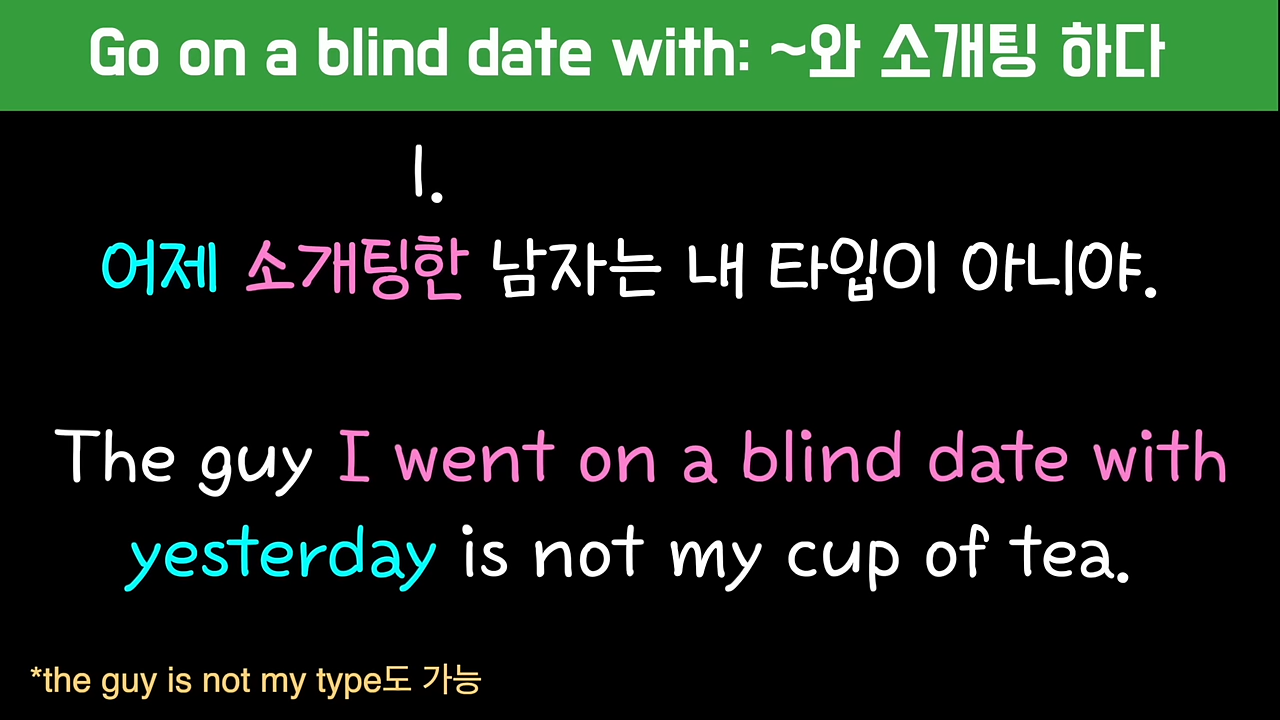 Go on a blind date with: ~와 소개팅 하다
1.
어제 소개팅한 남자는 내 타입이 아니야.
The guy I went on a blind date with
yesterday is not my cup of tea.
*the guy is not my type도 가능